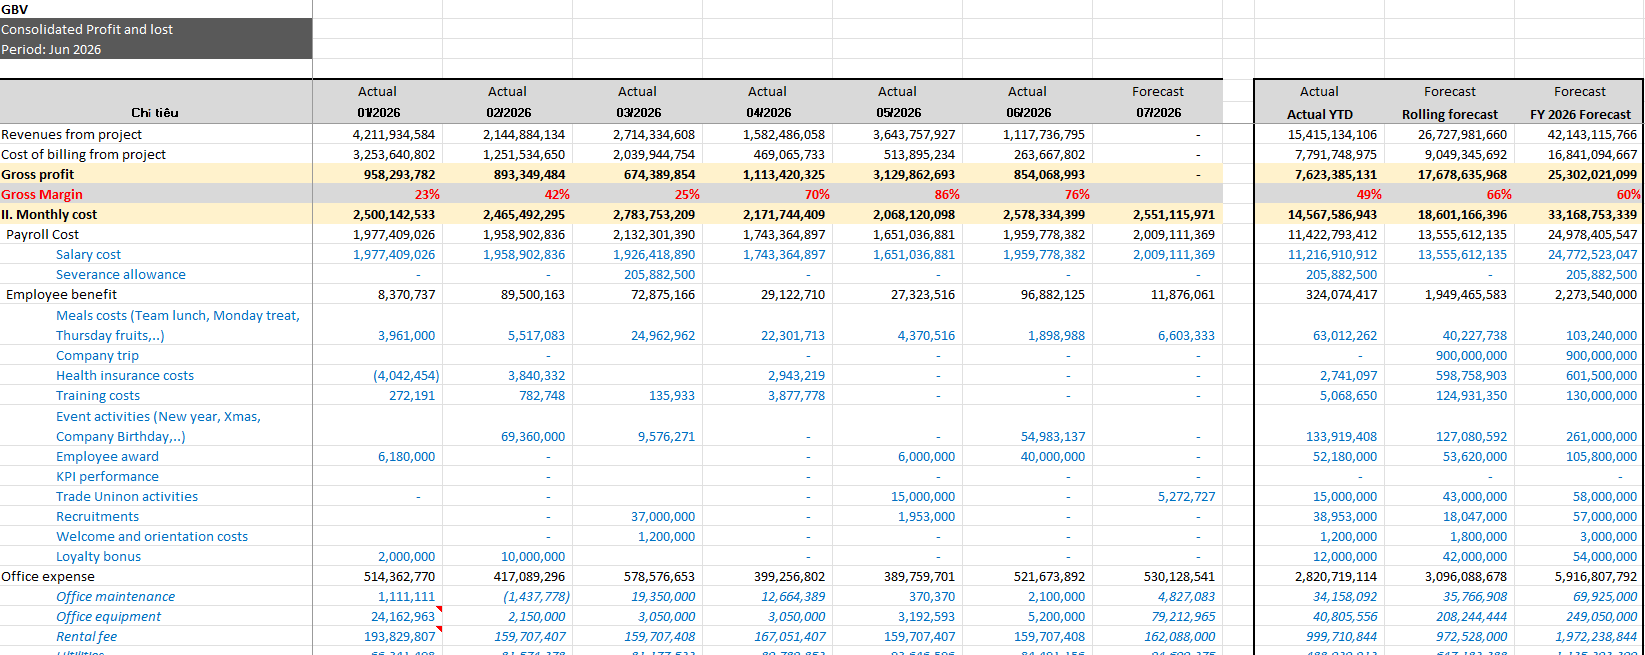 GBV
Consolidated Profit and lost
Period: Jun 2026
Actual Actual Actual Actual Actual Actual Forecast Actual Forecast Forecast
Chỉ tiêu 01/2026 02/2026 03/2026 04/2026 05/2026 06/2026 07/2026 Actual YTD Rolling forecast FY 2026 Forecast
Revenues from project 4,211,934,584 2,144,884,134 2,714,334,608 1,582,486,058 3,643,757,927 1,117,736,795 - 15,415,134,106 26,727,981,660 42,143,115,766
Cost of billing from project 3,253,640,802 1,251,534,650 2,039,944,754 469,065,733 513,895,234 263,667,802 - 7,791,748,975 9,049,345,692 16,841,094,667
Gross profit 958,293,782 893,349,484 674,389,854 1,113,420,325 3,129,862,693 854,068,993 - 7,623,385,131 17,678,635,968 25,302,021,099
Gross Margin 23% 42% 25% 70% 86% 76% 49% 66% 60%
II. Monthly cost 2,500,142,533 2,465,492,295 2,783,753,209 2,171,744,409 2,068,120,098 2,578,334,399 2,551,115,971 14,567,586,943 18,601,166,396 33,168,753,339
Payroll Cost 1,977,409,026 1,958,902,836 2,132,301,390 1,743,364,897 1,651,036,881 1,959,778,382 2,009,111,369 11,422,793,412 13,555,612,135 24,978,405,547
Salary cost 1,977,409,026 1,958,902,836 1,926,418,890 1,743,364,897 1,651,036,881 1,959,778,382 2,009,111,369 11,216,910,912 13,555,612,135 24,772,523,047
Severance allowance - - 205,882,500 - - - - 205,882,500 - 205,882,500
Employee benefit 8,370,737 89,500,163 72,875,166 29,122,710 27,323,516 96,882,125 11,876,061 324,074,417 1,949,465,583 2,273,540,000
Meals costs (Team lunch, Monday treat,
Thursday fruits,..) 3,961,000 5,517,083 24,962,962 22,301,713 4,370,516 1,898,988 6,603,333 63,012,262 40,227,738 103,240,000
Company trip - - - - - - 900,000,000 900,000,000
Health insurance costs (4,042,454) 3,840,332 2,943,219 - - - 2,741,097 598,758,903 601,500,000
Training costs 272,191 782,748 135,933 3,877,778 - - - 5,068,650 124,931,350 130,000,000
Event activities (New year, Xmas,
Company Birthday,..) 69,360,000 9,576,271 - - 54,983,137 - 133,919,408 127,080,592 261,000,000
Employee award 6,180,000 - - 6,000,000 40,000,000 - 52,180,000 53,620,000 105,800,000
KPI performance - - - - - - - -
Trade Uninon activities - - - 15,000,000 - 5,272,727 15,000,000 43,000,000 58,000,000
Recruitments - 37,000,000 - 1,953,000 - - 38,953,000 18,047,000 57,000,000
Welcome and orientation costs - 1,200,000 - - - - 1,200,000 1,800,000 3,000,000
Loyalty bonus 2,000,000 10,000,000 - - - - 12,000,000 42,000,000 54,000,000
Office expense 514,362,770 417,089,296 578,576,653 399,256,802 389,759,701 521,673,892 530,128,541 2,820,719,114 3,096,088,678 5,916,807,792
Office maintenance 1,111,111 (1,437,778) 19,350,000 12,664,389 370,370 2,100,000 4,827,083 34,158,092 35,766,908 69,925,000
Office equipment 24,162,963 2,150,000 3,050,000 3,050,000 3,192,593 5,200,000 79,212,965 40,805,556 208,244,444 249,050,000
Rental fee 193,829,807 159,707,407 159,707,408 167,051,407 159,707,407 159,707,408 162,088,000 999,710,844 972,528,000 1,972,238,844